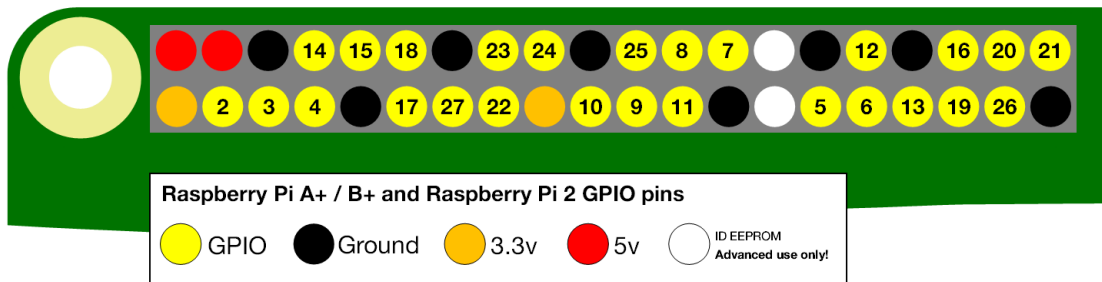 14 15 18 23 24 25 8 7 12 16 20 21
2 3 4 17 27 22 10 9 11 5 6 13 19 26
Raspberry Pi A+ / B+ and Raspberry Pi 2 GPIO pins
GPIO Ground 3.3v 5v ID EEPROM
Advanced use only!